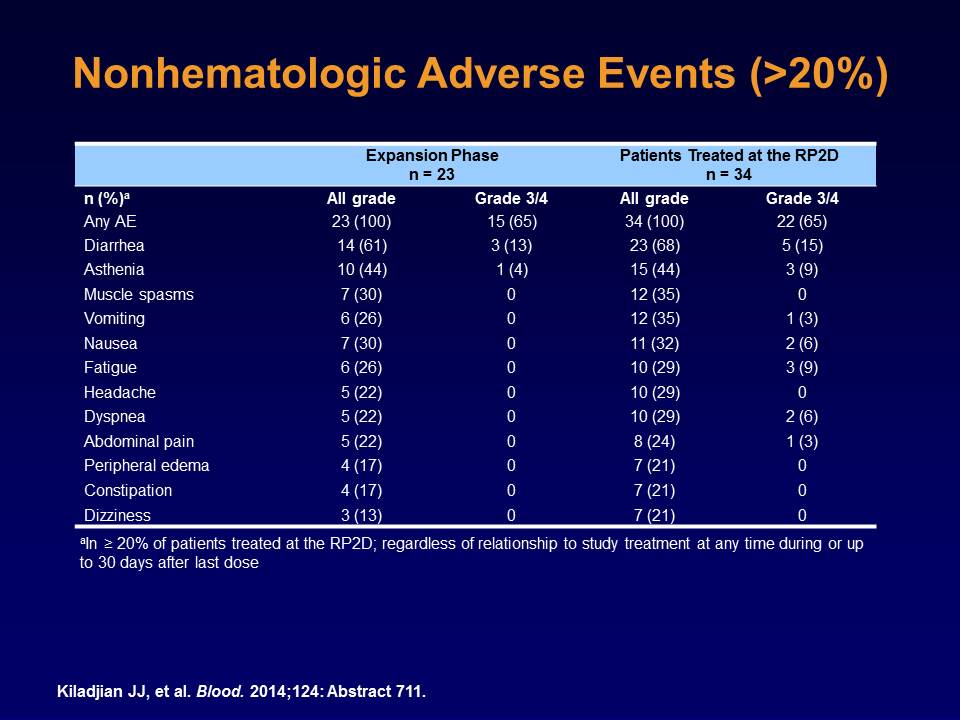 Nonhematologic Adverse Events (>20%)
Expansion Phase Patients Treated at the RP2D
n = 23 n = 34
n (%)ᵃ All grade Grade 3/4 All grade Grade 3/4
Any AE 23 (100) 15 (65) 34 (100) 22 (65)
Diarrhea 14 (61) 3 (13) 23 (68) 5 (15)
Asthenia 10 (44) 1 (4) 15 (44) 3 (9)
Muscle spasms 7 (30) 0 12 (35) 0
Vomiting 6 (26) 0 12 (35) 1 (3)
Nausea 7 (30) 0 11 (32) 2 (6)
Fatigue 6 (26) 0 10 (29) 3 (9)
Headache 5 (22) 0 10 (29) 0
Dyspnea 5 (22) 0 10 (29) 2 (6)
Abdominal pain 5 (22) 0 8 (24) 1 (3)
Peripheral edema 4 (17) 0 7 (21) 0
Constipation 4 (17) 0 7 (21) 0
Dizziness 3 (13) 0 7 (21) 0
ᵃIn ≥ 20% of patients treated at the RP2D; regardless of relationship to study treatment at any time during or up
to 30 days after last dose
Kiladjian JJ, et al. Blood. 2014;124: Abstract 711.